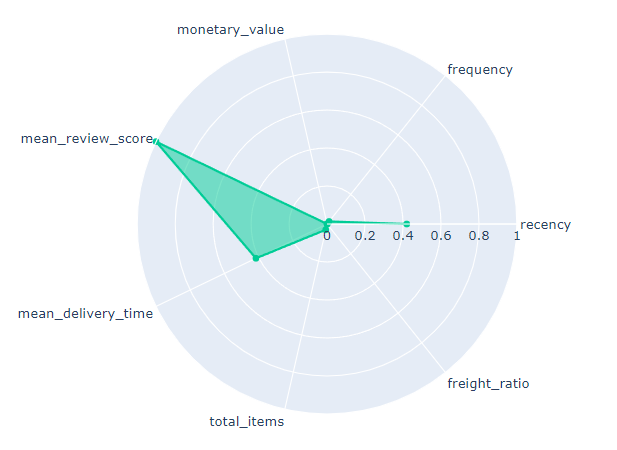 monetary_value
frequency
mean_review_score
recency
0 0.2 0.4 0.6 0.8 1
mean_delivery_time
freight_ratio
total_items